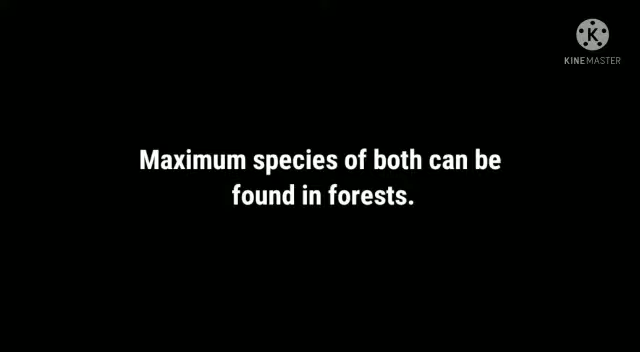 K
KINEMASTER
Maximum species of both can be
found in forests.